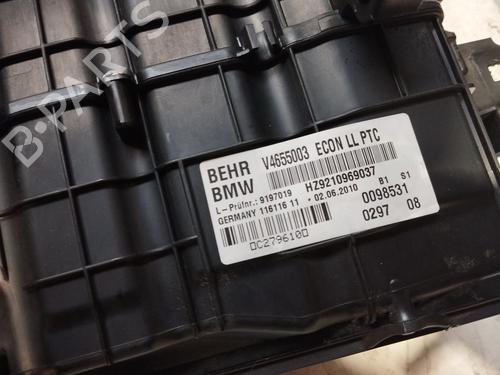 B-PARTS
BEHR V4655003 ECON LL PTC
BMW
L-Prüfnr.: 9197019 HZ9210969037
GERMANY 116116 11 • 02.06.2010 B1 S1
0098531
□C279610□ 0297 08